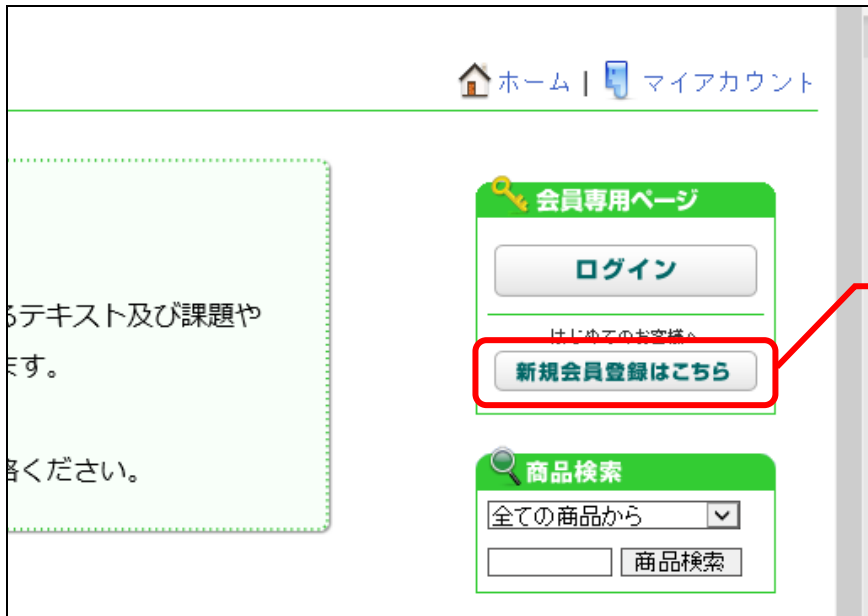 ホーム | マイアカウント
会員専用ページ
ログイン
るテキスト及び課題や
はじめてのお客様へ
ます。
新規会員登録はこちら
絡ください。
商品検索
全ての商品から
商品検索